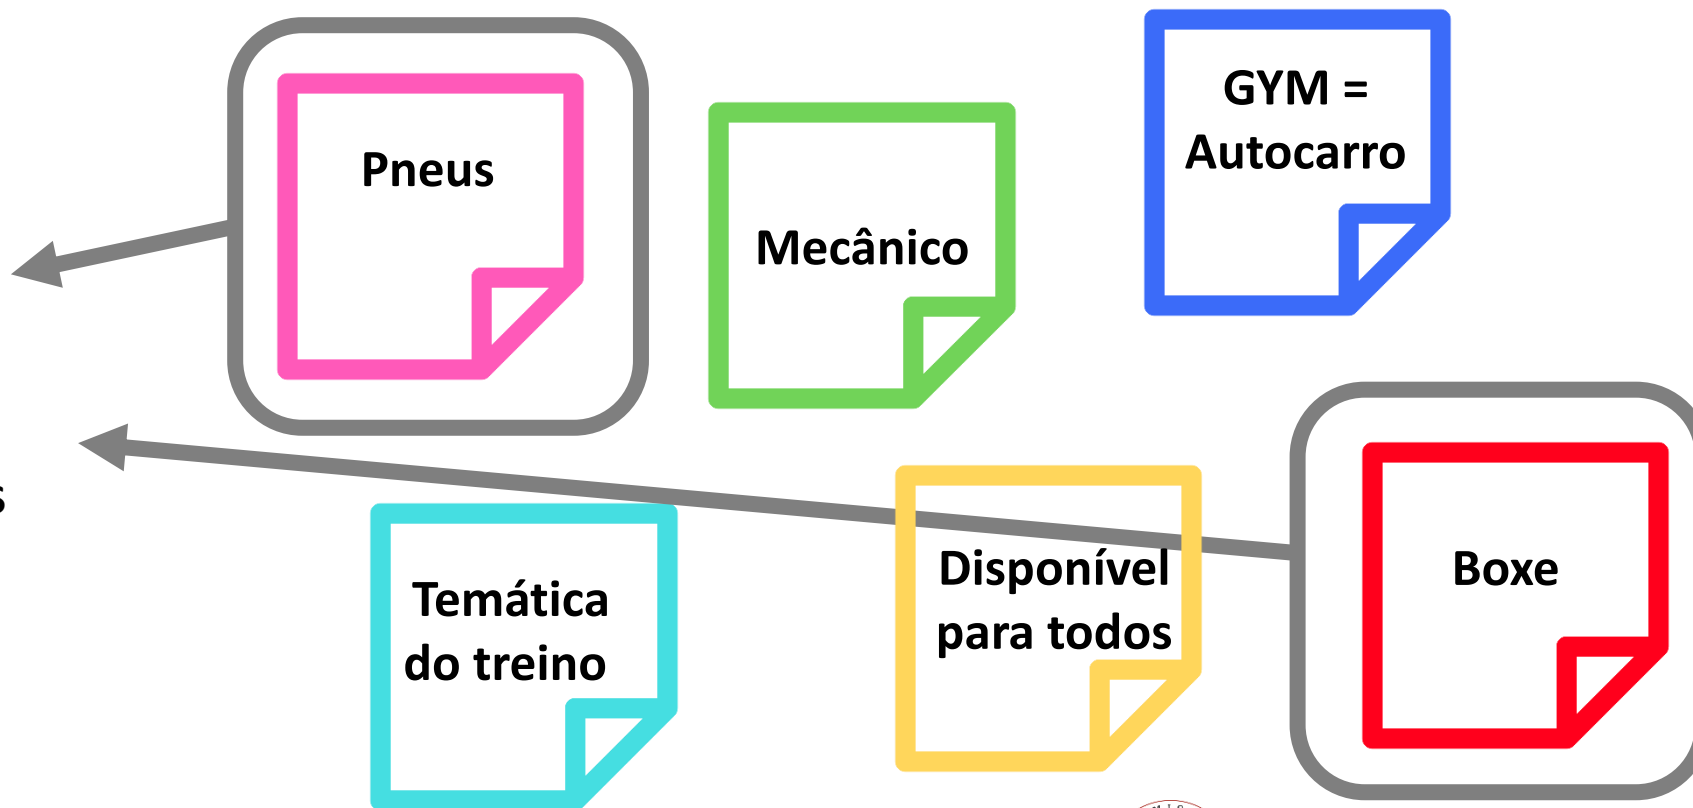 GYM =
Autocarro
Pneus
Mecânico
s
Disponível
para todos
Boxe
Temática
do treino